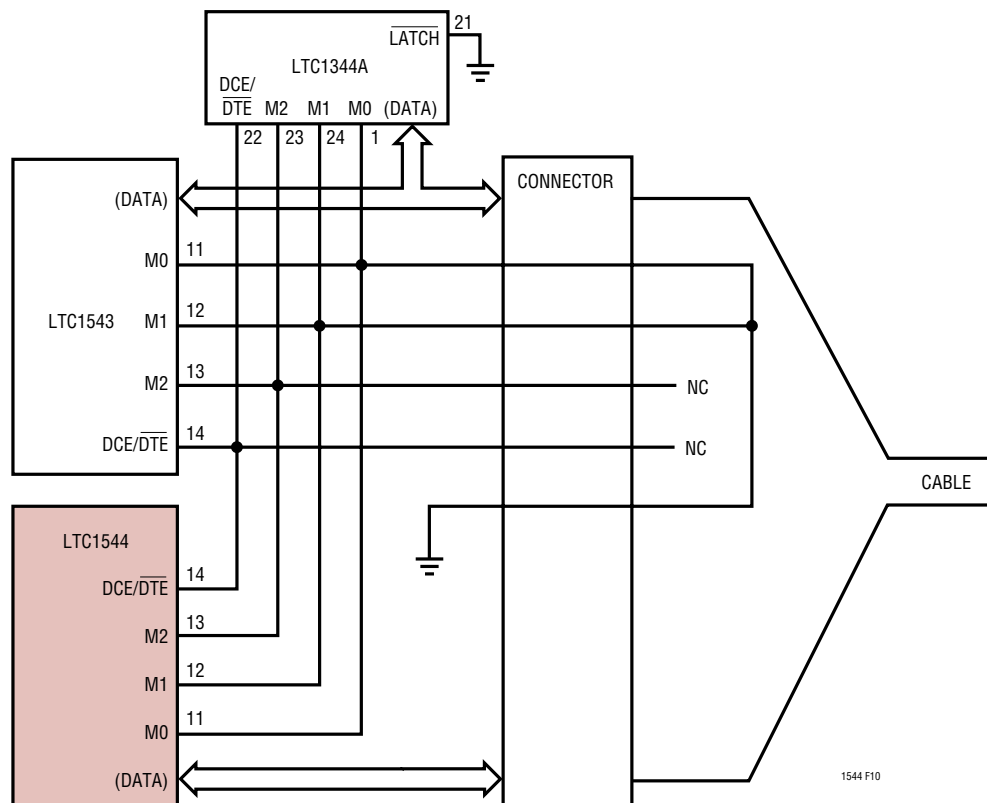 21
LATCH
LTC1344A
DCE/
DTE M2 M1 M0 (DATA)
22 23 24 1
CONNECTOR
(DATA)
11
M0
12
LTC1543 M1
13
M2 NC
14
DCE/DTE NC
CABLE
LTC1544
14
DCE/DTE
13
M2
12
M1
11
M0
(DATA)
1544 F10